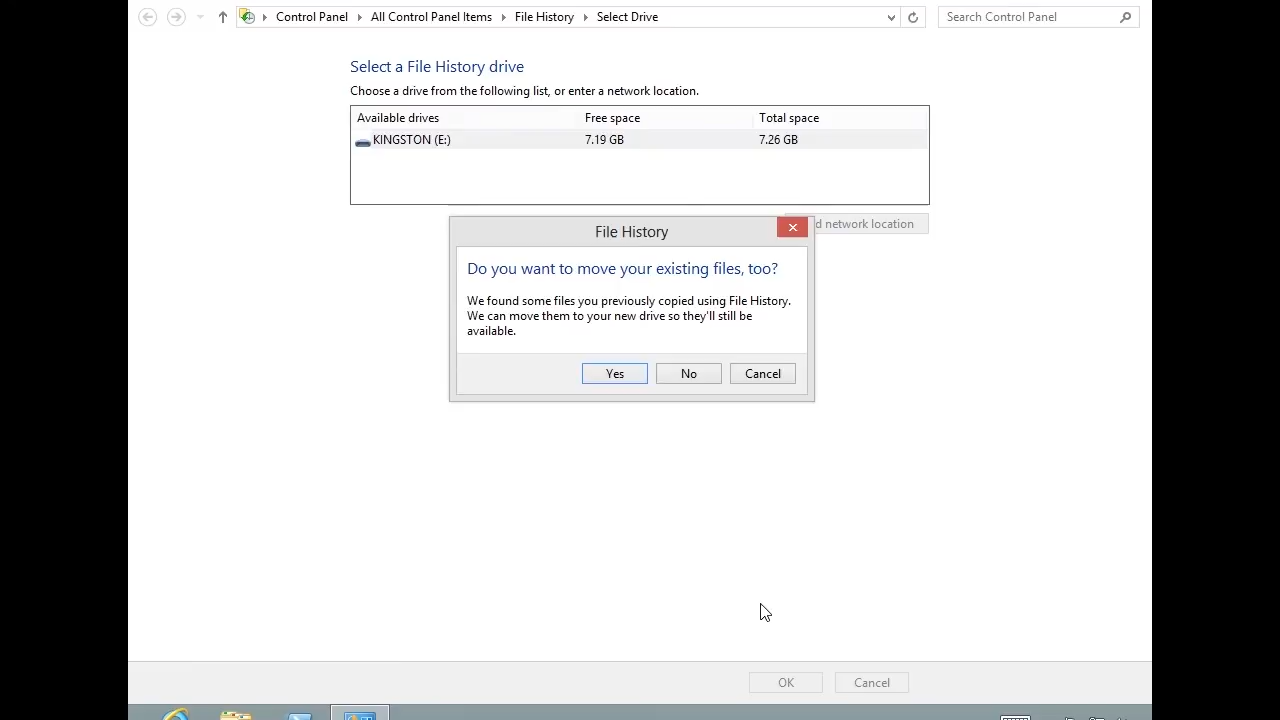 Control Panel All Control Panel Items File History Select Drive Search Control Panel
Select a File History drive
Choose a drive from the following list, or enter a network location.
Available drives Free space Total space
KINGSTON (E:) 7.19 GB 7.26 GB
d network location
File History
Do you want to move your existing files, too?
We found some files you previously copied using File History.
We can move them to your new drive so they'll still be
available.
Yes No Cancel
OK Cancel